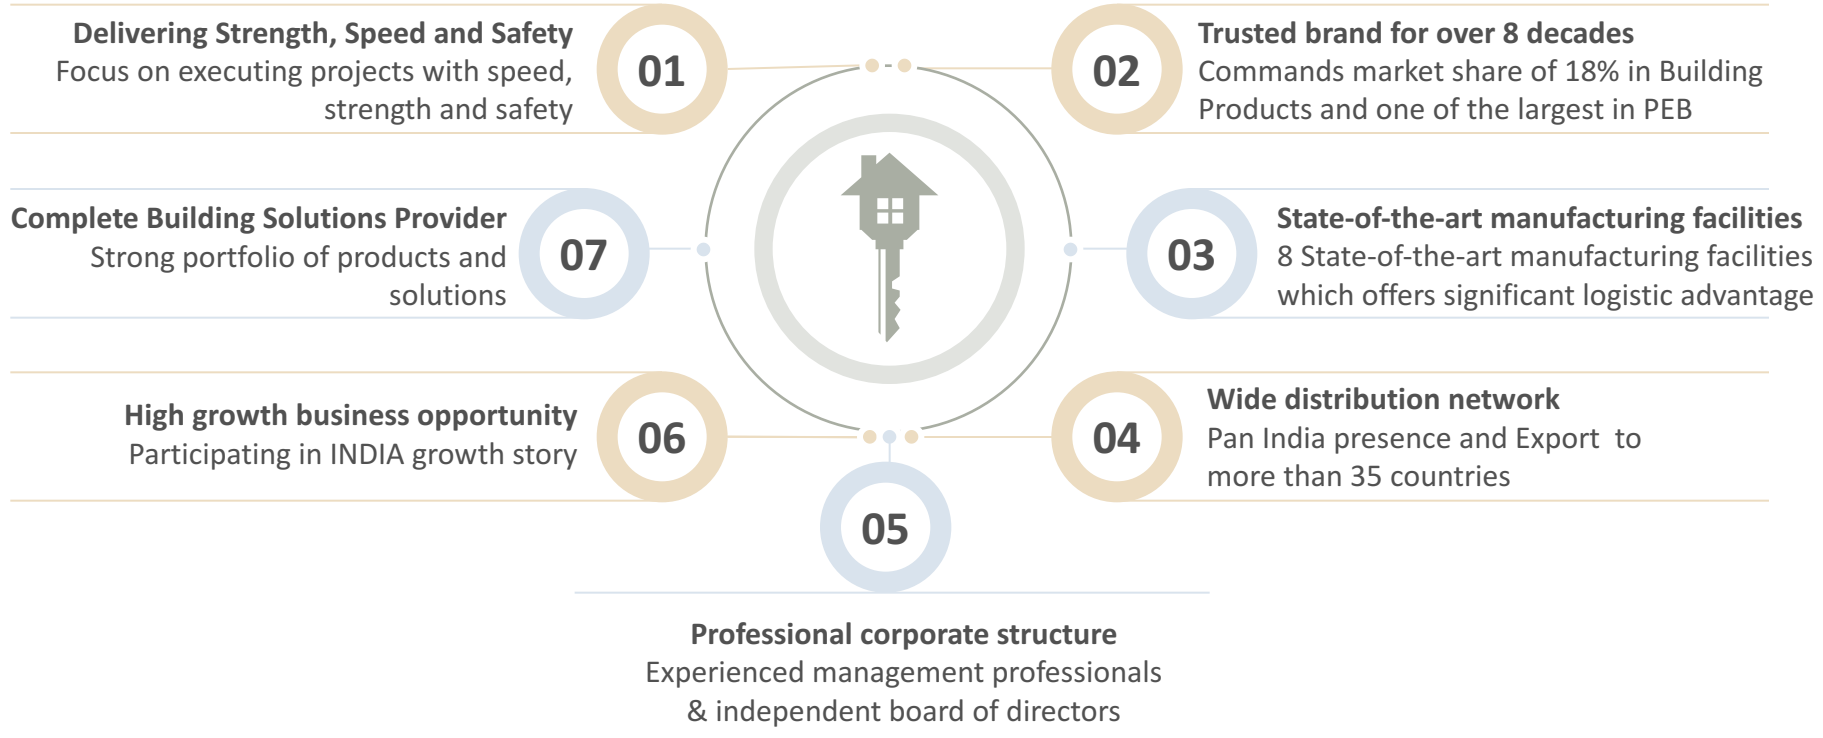 01
Delivering Strength, Speed and Safety
Focus on executing projects with speed,
strength and safety
02
Trusted brand for over 8 decades
Commands market share of 18% in Building
Products and one of the largest in PEB
03
State-of-the-art manufacturing facilities
8 State-of-the-art manufacturing facilities
which offers significant logistic advantage
04
Wide distribution network
Pan India presence and Export to
more than 35 countries
05
Professional corporate structure
Experienced management professionals
& independent board of directors
06
High growth business opportunity
Participating in INDIA growth story
07
Complete Building Solutions Provider
Strong portfolio of products and
solutions